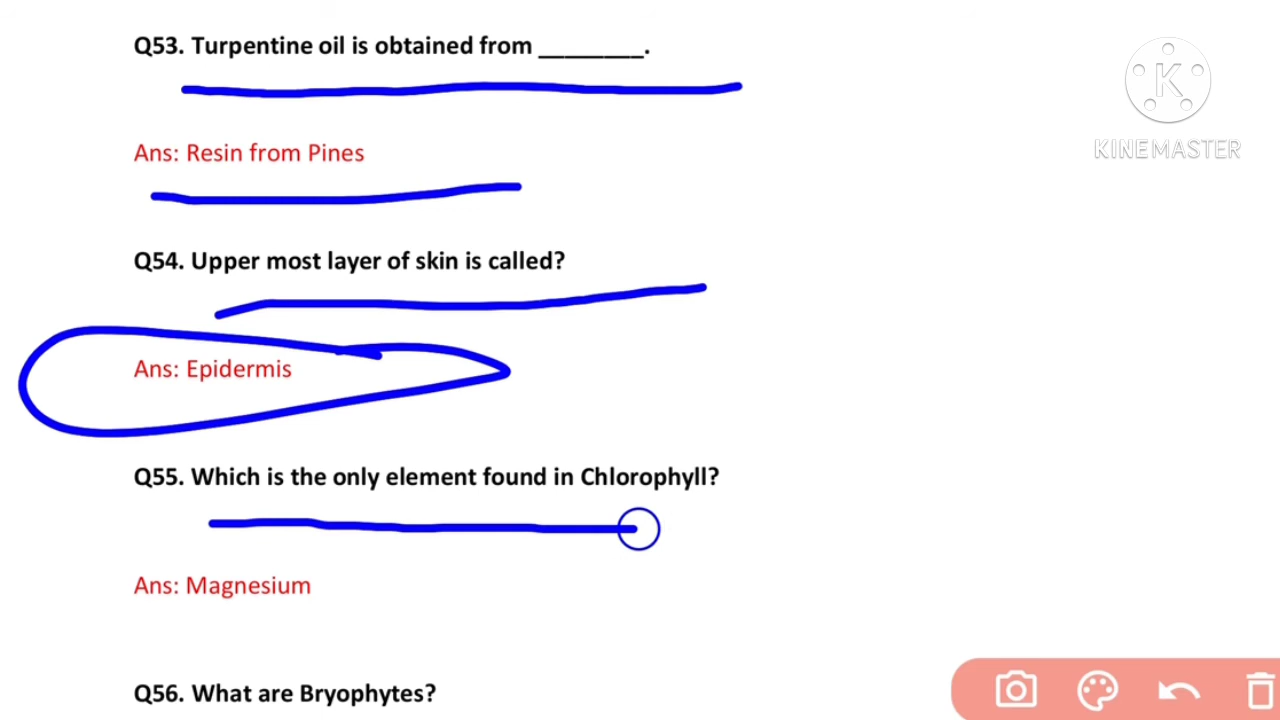 Q53. Turpentine oil is obtained from ________.
K
KINEMASTER
Ans: Resin from Pines
Q54. Upper most layer of skin is called?
Ans: Epidermis
Q55. Which is the only element found in Chlorophyll?
Ans: Magnesium
Q56. What are Bryophytes?